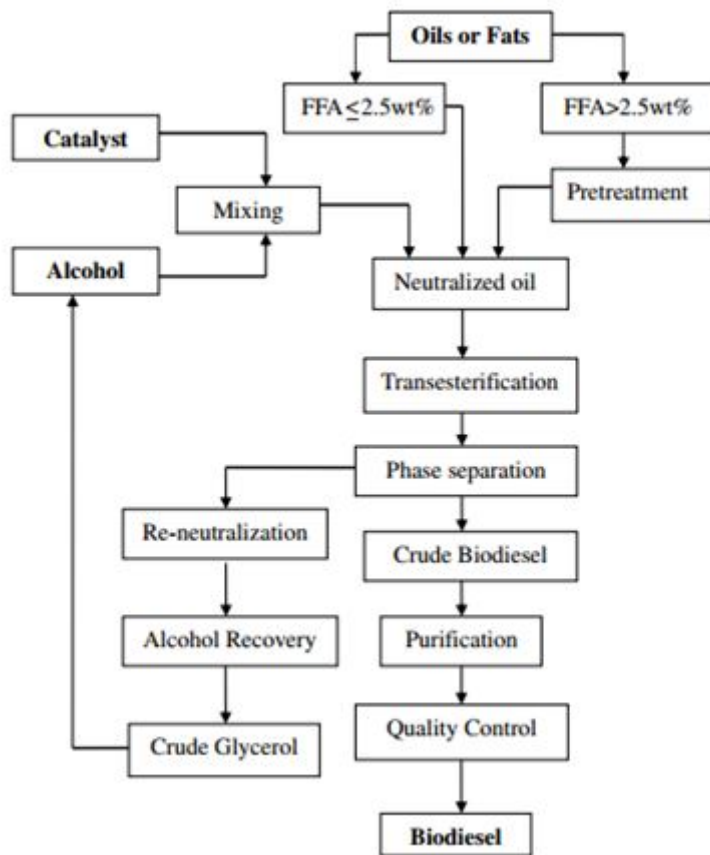 Oils or Fats
FFA≤2.5wt%
FFA>2.5wt%
Catalyst
Pretreatment
Mixing
Alcohol
Neutralized oil
Transesterification
Phase separation
Re-neutralization
Crude Biodiesel
Alcohol Recovery
Purification
Crude Glycerol
Quality Control
Biodiesel